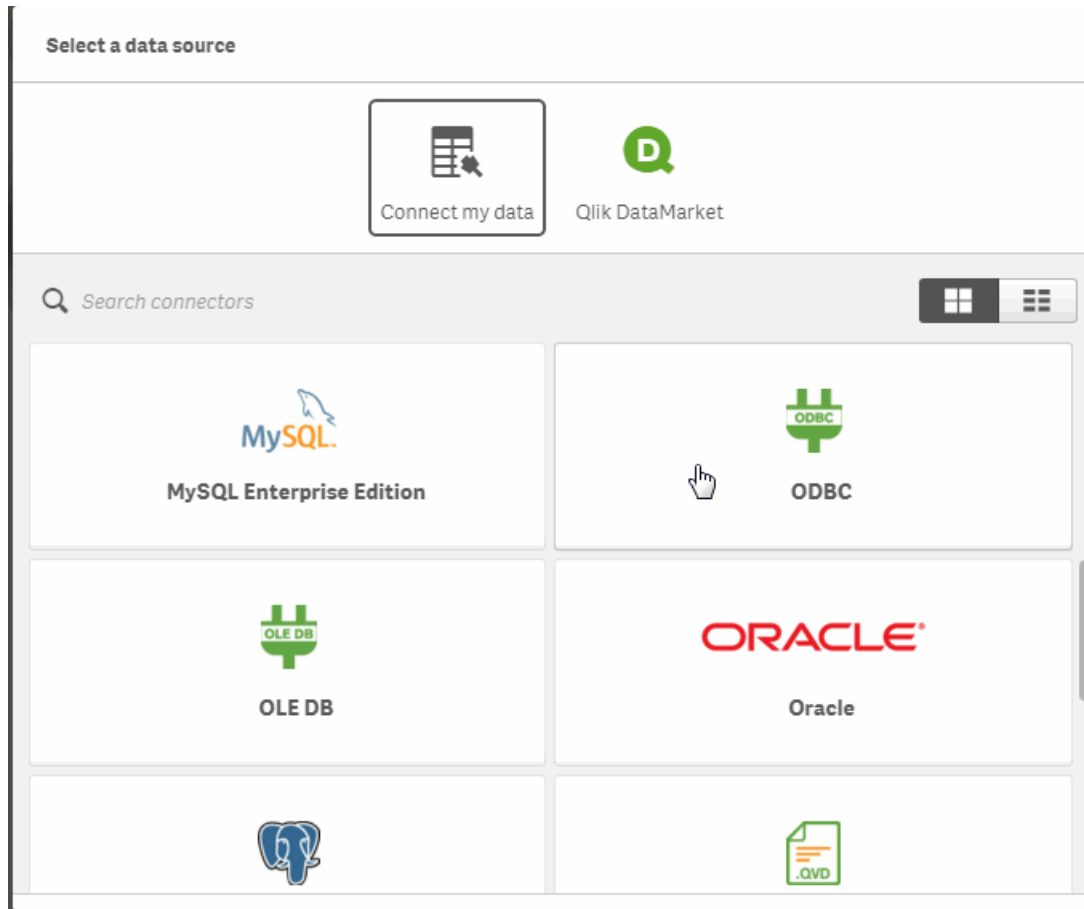 Select a data source
Connect my data
Qlik DataMarket
D
Search connectors
MySQL
MySQL Enterprise Edition
ODBC
ODBC
OLE DB
OLE DB
ORACLE
Oracle
.QVD